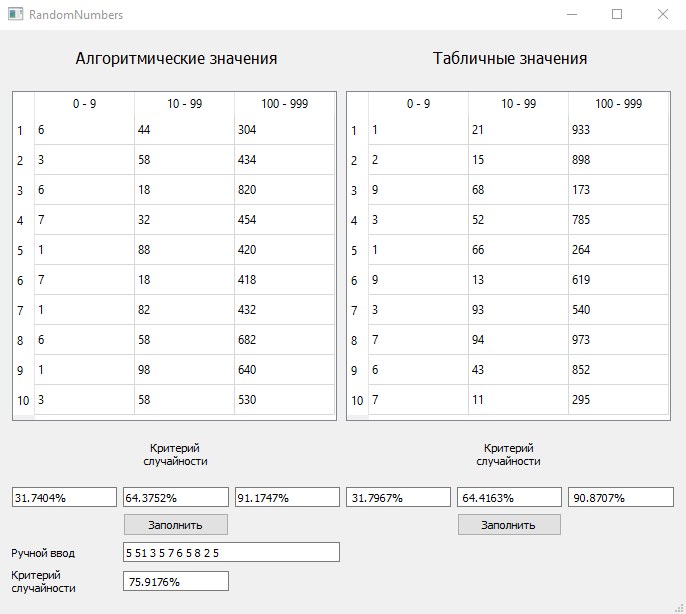 RandomNumbers
Алгоритмические значения
Табличные значения
0 - 9 10 - 99 100 - 999
0 - 9 10 - 99 100 - 999
1 6 44 304
1 1 21 933
2 3 58 434
2 2 15 898
3 6 18 820
3 9 68 173
4 7 32 454
4 3 52 785
5 1 88 420
5 1 66 264
6 7 18 418
6 9 13 619
7 1 82 432
7 3 93 540
8 6 58 682
8 7 94 973
9 1 98 640
9 6 43 852
10 3 58 530
10 7 11 295
Критерий
случайности
Критерий
случайности
31.7404% 64.3752% 91.1747%
31.7967% 64.4163% 90.8707%
Заполнить
Заполнить
Ручной ввод 5 51 3 5 7 6 5 8 2 5
Критерий
случайности
75.9176%